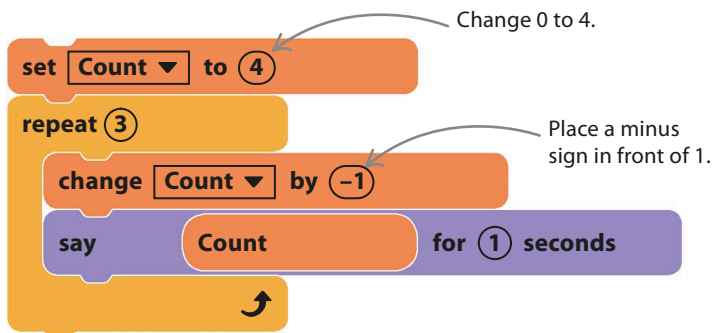 Change 0 to 4.
set Count to 4
repeat 3
Place a minus
sign in front of 1.
change Count by –1
say Count for 1 seconds